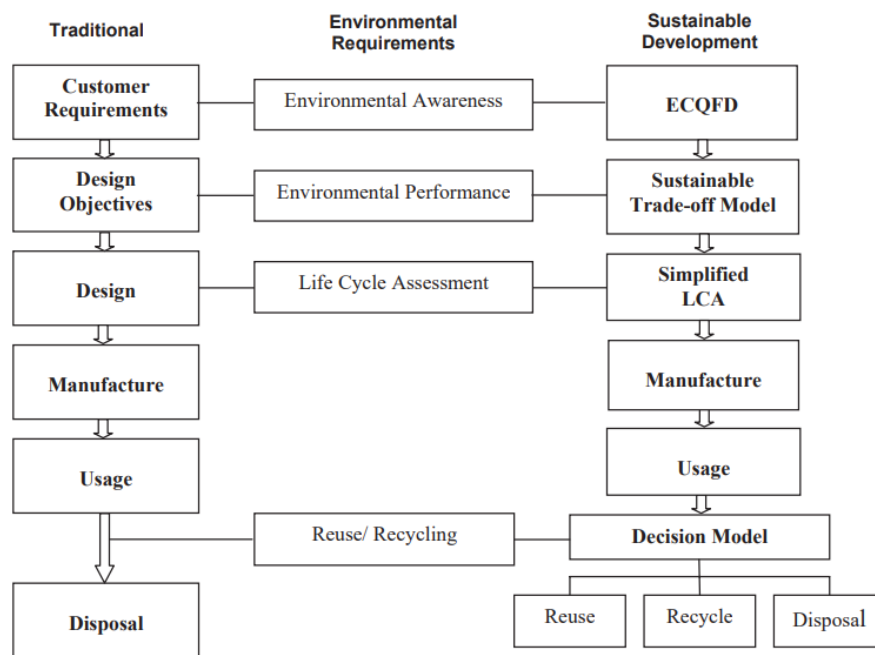 Traditional
Environmental
Requirements
Sustainable
Development
Customer
Requirements
Environmental Awareness
ECQFD
Design
Objectives
Environmental Performance
Sustainable
Trade-off Model
Design
Life Cycle Assessment
Simplified
LCA
Manufacture
Manufacture
Usage
Usage
Reuse/ Recycling
Decision Model
Disposal
Reuse
Recycle
Disposal